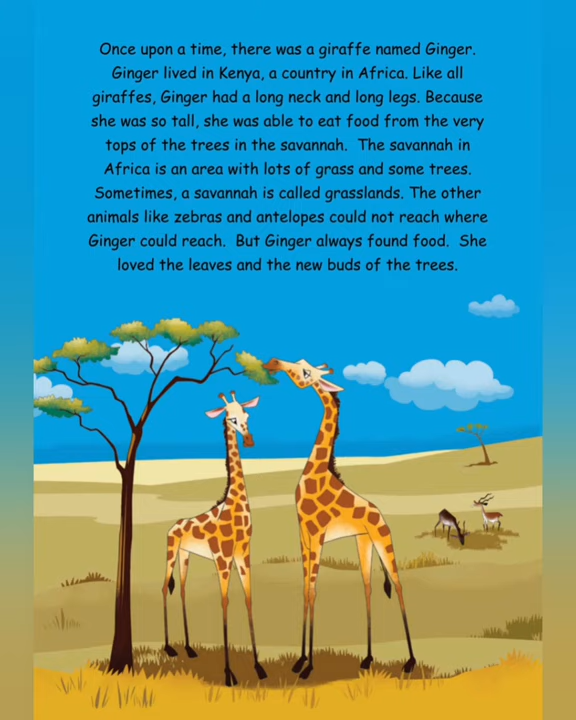 Once upon a time, there was a giraffe named Ginger.
Ginger lived in Kenya, a country in Africa. Like all
giraffes, Ginger had a long neck and long legs. Because
she was so tall, she was able to eat food from the very
tops of the trees in the savannah.  The savannah in
Africa is an area with lots of grass and some trees.
Sometimes, a savannah is called grasslands. The other
animals like zebras and antelopes could not reach where
Ginger could reach.  But Ginger always found food.  She
loved the leaves and the new buds of the trees.